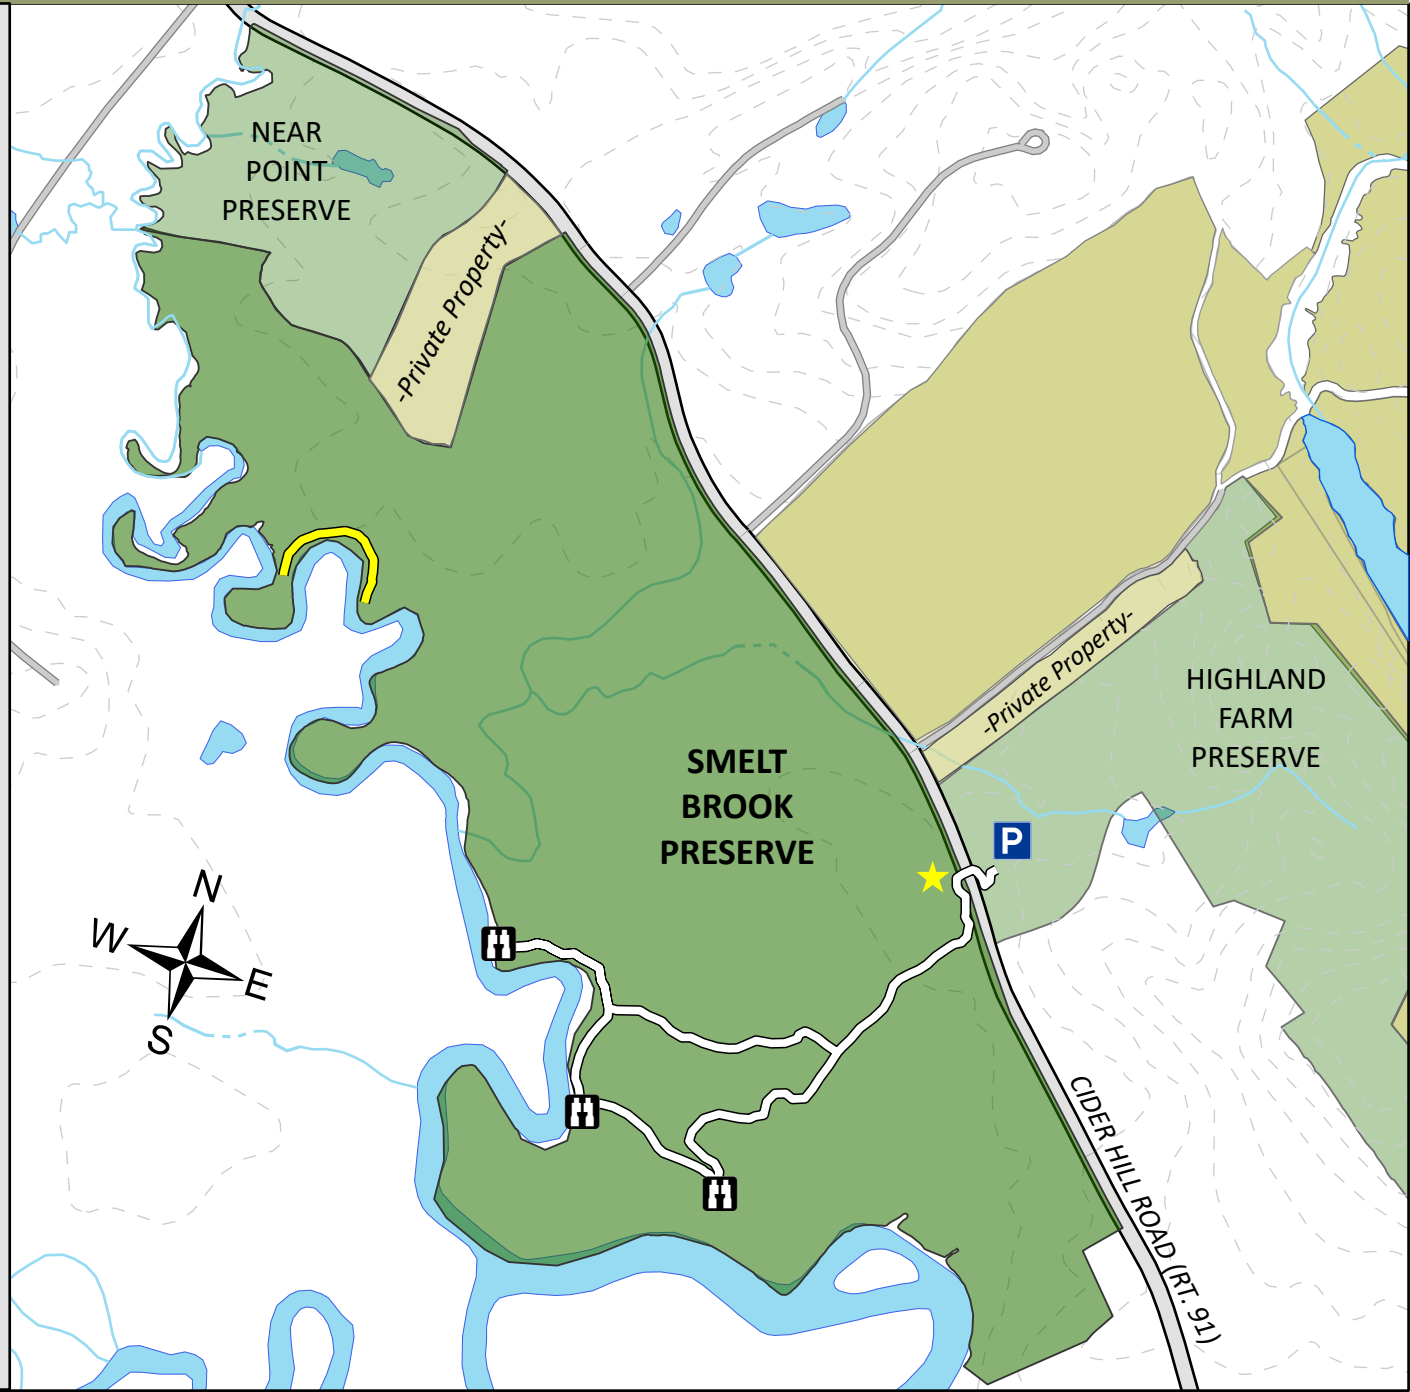 NEAR
POINT
PRESERVE
-Private Property-
HIGHLAND
FARM
PRESERVE
-Private Property-
SMELT
BROOK
PRESERVE
P
N
W
E
S
CIDER HILL ROAD (RT. 91)